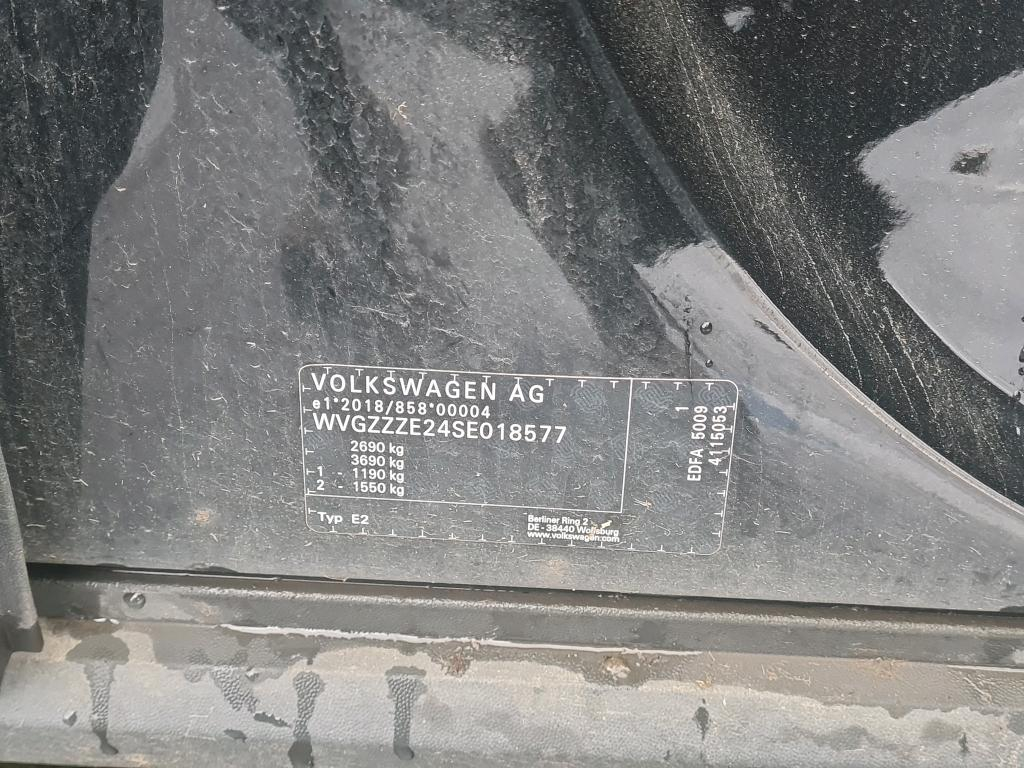 VOLKSWAGEN AG
e1*2018/858*00004
WVGZZZE24SE018577
2690 kg
3690 kg
1 - 1190 kg
2 - 1550 kg
Typ E2
Berliner Ring 2
DE - 38440 Wolfsburg
www.volkswagen.com
EDFA 5009 1
4115053